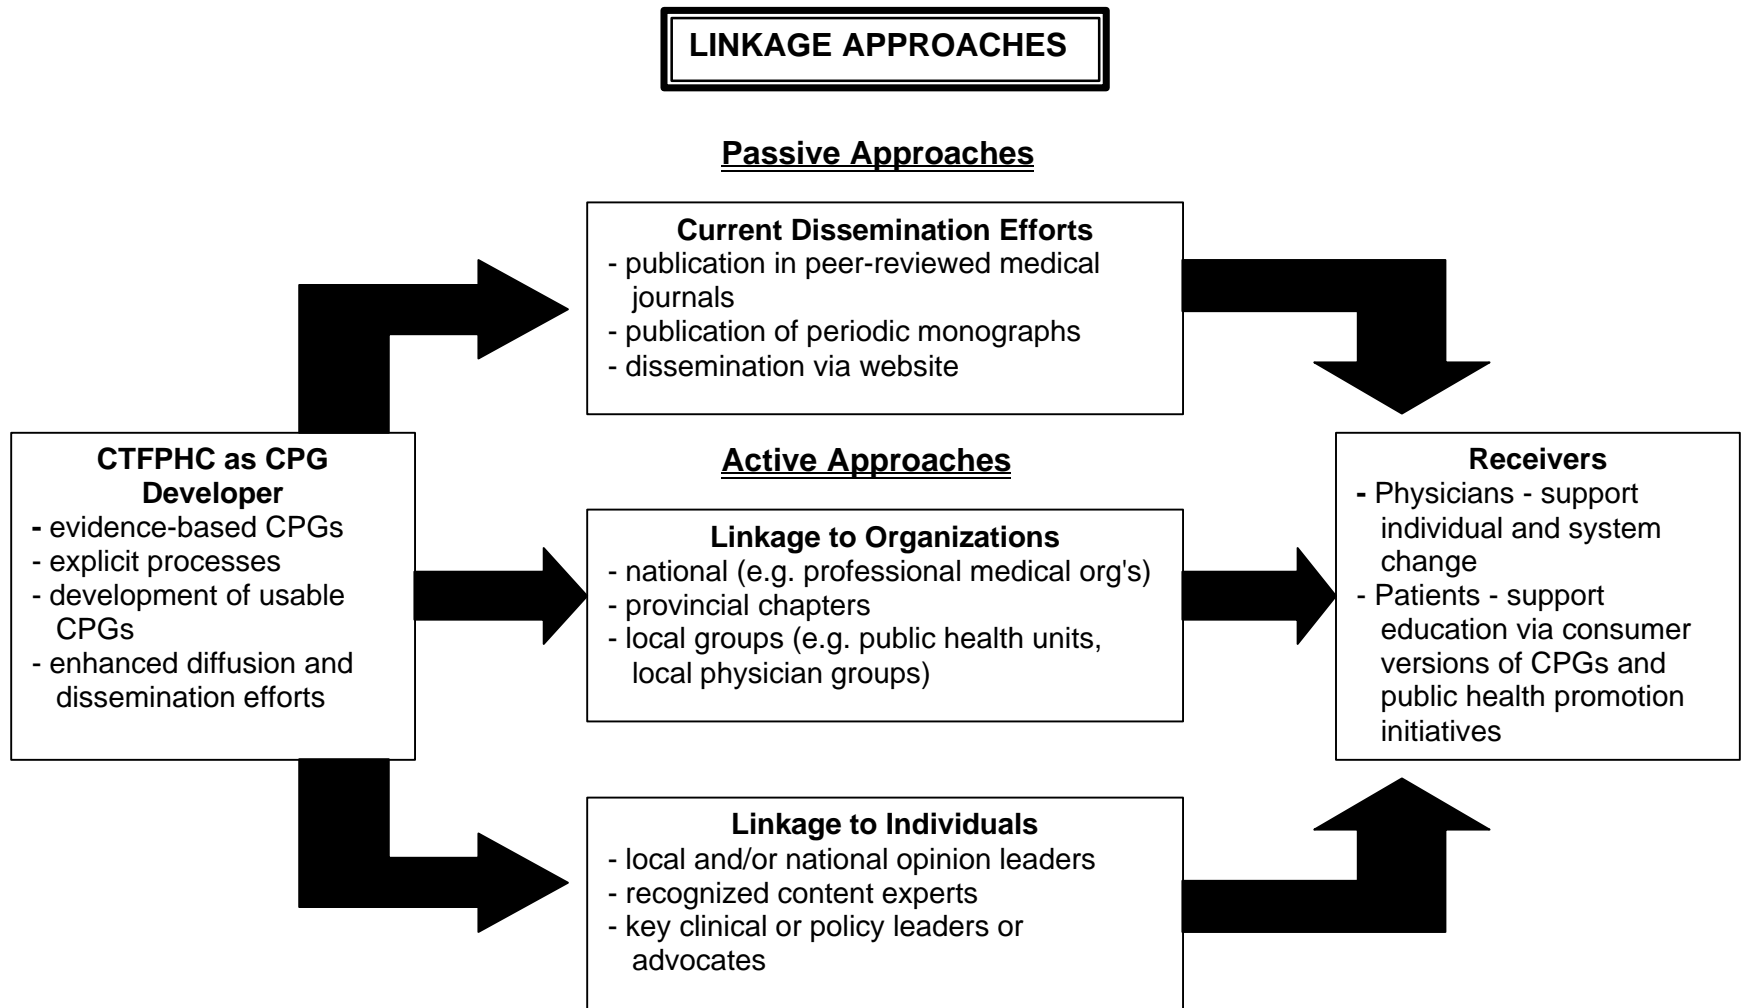 LINKAGE APPROACHES
Passive Approaches
Current Dissemination Efforts
- publication in peer-reviewed medical
journals
- publication of periodic monographs
- dissemination via website
CTFPHC as CPG
Developer
- evidence-based CPGs
- explicit processes
- development of usable
CPGs
- enhanced diffusion and
dissemination efforts
Active Approaches
Linkage to Organizations
- national (e.g. professional medical org's)
- provincial chapters
- local groups (e.g. public health units,
local physician groups)
Receivers
- Physicians - support
individual and system
change
- Patients - support
education via consumer
versions of CPGs and
public health promotion
initiatives
Linkage to Individuals
- local and/or national opinion leaders
- recognized content experts
- key clinical or policy leaders or
advocates